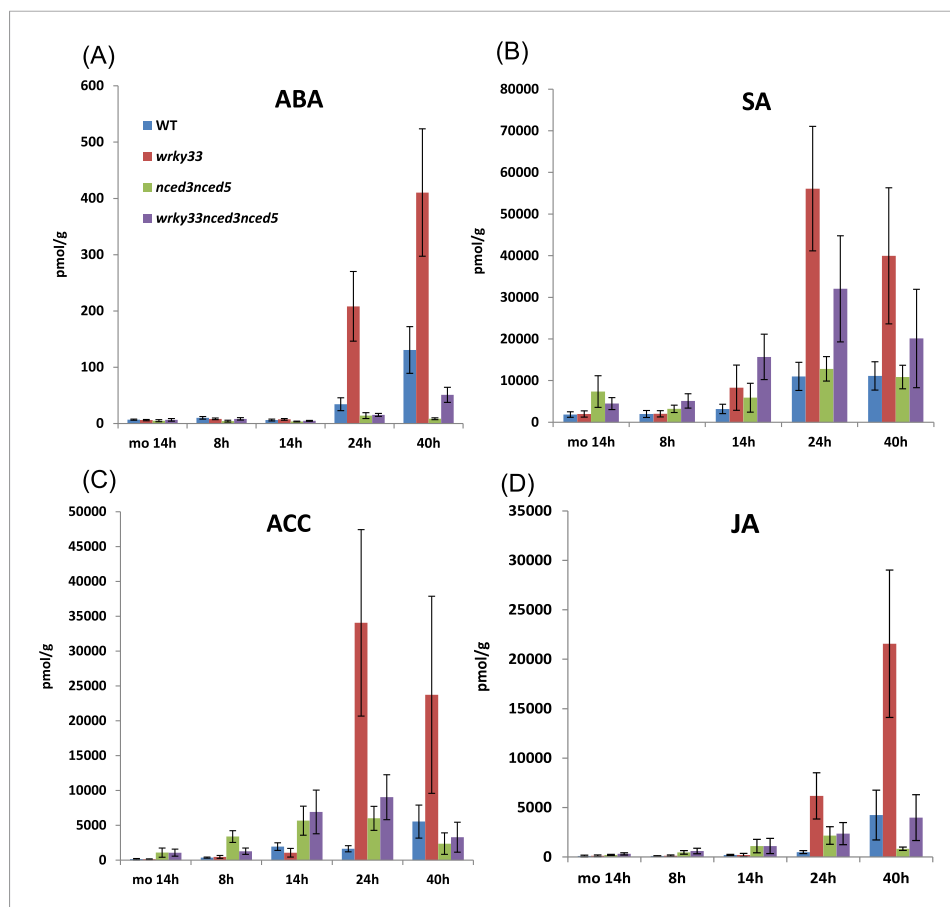 (A)
ABA
600
500
400
300
200
100
0
pmol/g
WT
wrky33
nced3nced5
wrky33nced3nced5
mo 14h 8h 14h 24h 40h
(B)
SA
80000
70000
60000
50000
40000
30000
20000
10000
0
pmol/g
mo 14h 8h 14h 24h 40h
(C)
ACC
50000
45000
40000
35000
30000
25000
20000
15000
10000
5000
0
pmol/g
mo 14h 8h 14h 24h 40h
(D)
JA
35000
30000
25000
20000
15000
10000
5000
0
pmol/g
mo 14h 8h 14h 24h 40h